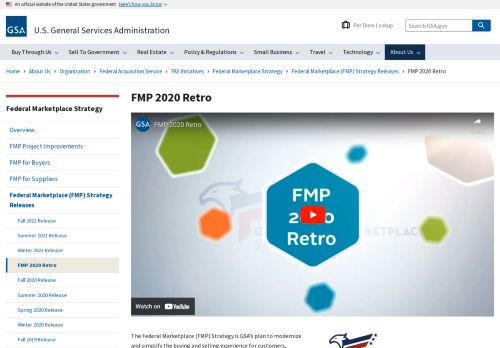 An official website of the United States government Here's how you know
GSA U.S. General Services Administration
Per Diem Lookup
Search GSA.gov
Buy Through Us
Sell To Government
Real Estate
Policy & Regulations
Small Business
Travel
Technology
About Us
Home › About Us › Organization › Federal Acquisition Service › FAS Initiatives › Federal Marketplace Strategy › Federal Marketplace (FMP) Strategy Releases › FMP 2020 Retro
Federal Marketplace Strategy
Overview
FMP Project Improvements
FMP for Buyers
FMP for Suppliers
Federal Marketplace (FMP) Strategy
Releases
Fall 2021 Release
Summer 2021 Release
Winter 2021 Release
FMP 2020 Retro
Fall 2020 Release
Summer 2020 Release
Spring 2020 Release
Winter 2020 Release
Fall 2019 Release
FMP 2020 Retro
GSA FMP 2020 Retro
FMP
2020
Retro
Watch on YouTube
The Federal Marketplace (FMP) Strategy is GSA's plan to modernize
and simplify the buying and selling experience for customers,